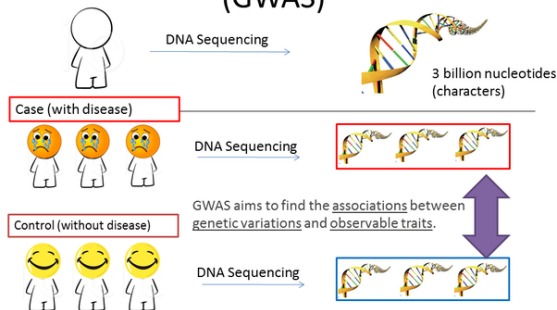 (GWAS)
DNA Sequencing
3 billion nucleotides
(characters)
Case (with disease)
DNA Sequencing
GWAS aims to find the associations between
genetic variations and observable traits.
Control (without disease)
DNA Sequencing